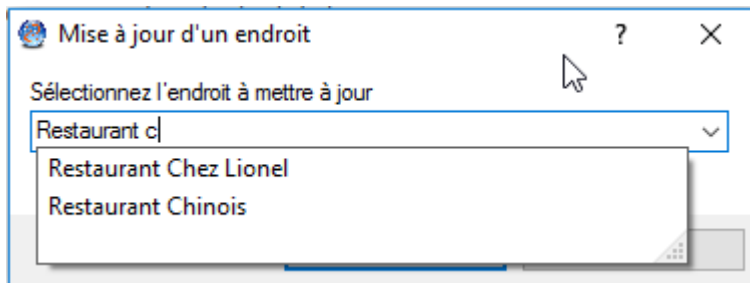 Mise à jour d'un endroit
Sélectionnez l'endroit à mettre à jour
Restaurant c
Restaurant Chez Lionel
Restaurant Chinois